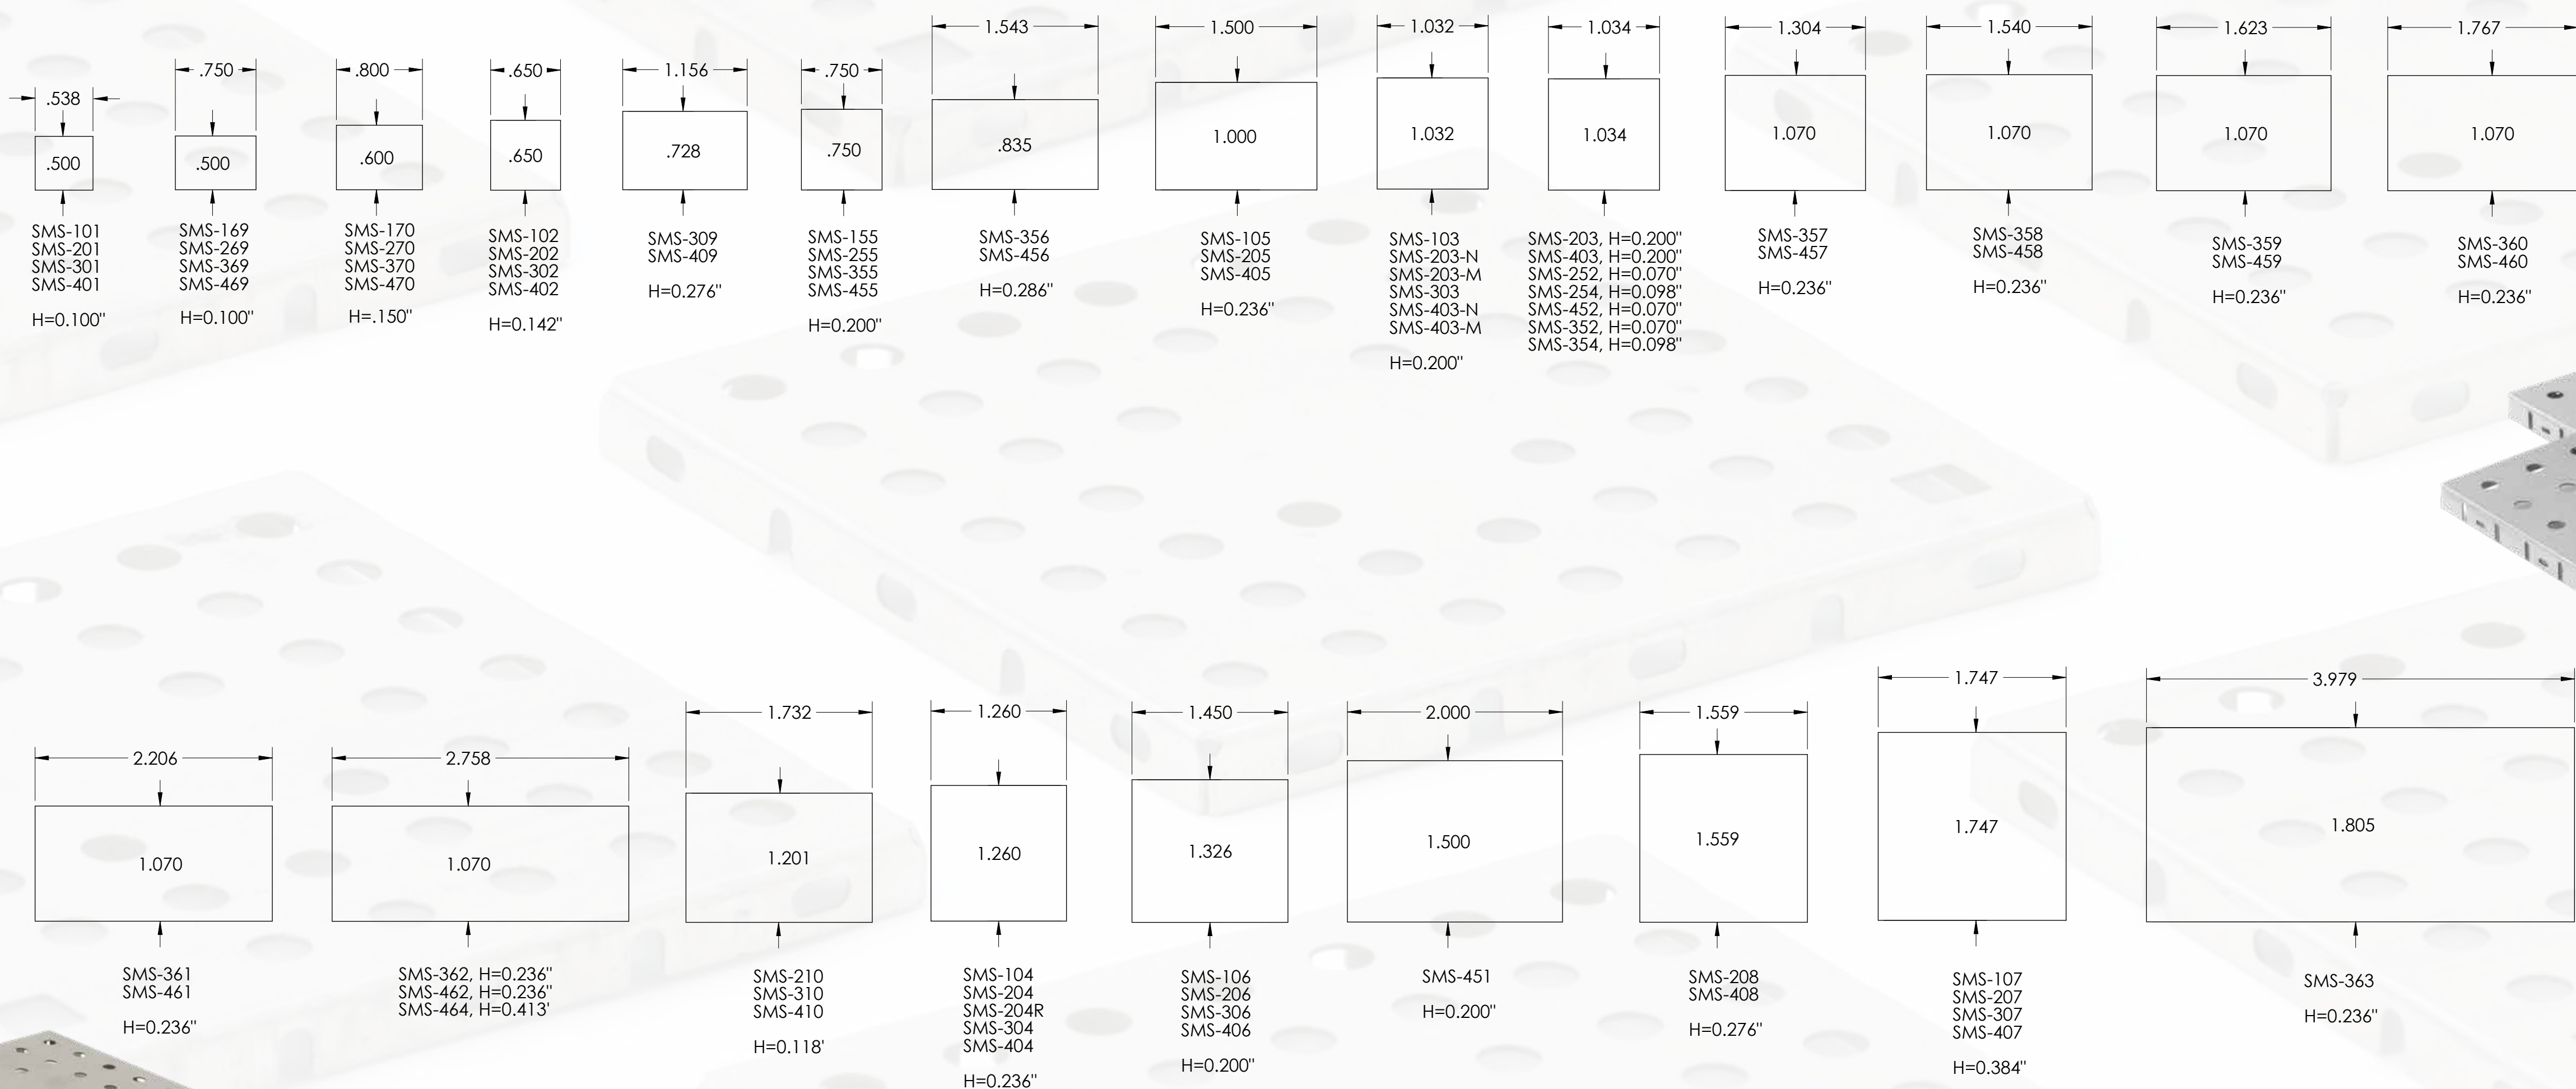 .538
.500
SMS-101
SMS-201
SMS-301
SMS-401
H=0.100"
.750
.500
SMS-169
SMS-269
SMS-369
SMS-469
H=0.100"
.800
.600
SMS-170
SMS-270
SMS-370
SMS-470
H=.150"
.650
.650
SMS-102
SMS-202
SMS-302
SMS-402
H=0.142"
1.156
.728
SMS-309
SMS-409
H=0.276"
.750
.750
SMS-155
SMS-255
SMS-355
SMS-455
H=0.200"
1.543
.835
SMS-356
SMS-456
H=0.286"
1.500
1.000
SMS-105
SMS-205
SMS-405
H=0.236"
1.032
1.032
SMS-103
SMS-203-N
SMS-203-M
SMS-303
SMS-403-N
SMS-403-M
H=0.200"
1.034
1.034
SMS-203, H=0.200"
SMS-403, H=0.200"
SMS-252, H=0.070"
SMS-254, H=0.098"
SMS-452, H=0.070"
SMS-352, H=0.070"
SMS-354, H=0.098"
1.304
1.070
SMS-357
SMS-457
H=0.236"
1.540
1.070
SMS-358
SMS-458
H=0.236"
1.623
1.070
SMS-359
SMS-459
H=0.236"
1.767
1.070
SMS-360
SMS-460
H=0.236"
2.206
1.070
SMS-361
SMS-461
H=0.236"
2.758
1.070
SMS-362, H=0.236"
SMS-462, H=0.236"
SMS-464, H=0.413'
1.732
1.201
SMS-210
SMS-310
SMS-410
H=0.118'
1.260
1.260
SMS-104
SMS-204
SMS-204R
SMS-304
SMS-404
H=0.236"
1.450
1.326
SMS-106
SMS-206
SMS-306
SMS-406
H=0.200"
2.000
1.500
SMS-451
H=0.200"
1.559
1.559
SMS-208
SMS-408
H=0.276"
1.747
1.747
SMS-107
SMS-207
SMS-307
SMS-407
H=0.384"
3.979
1.805
SMS-363
H=0.236"